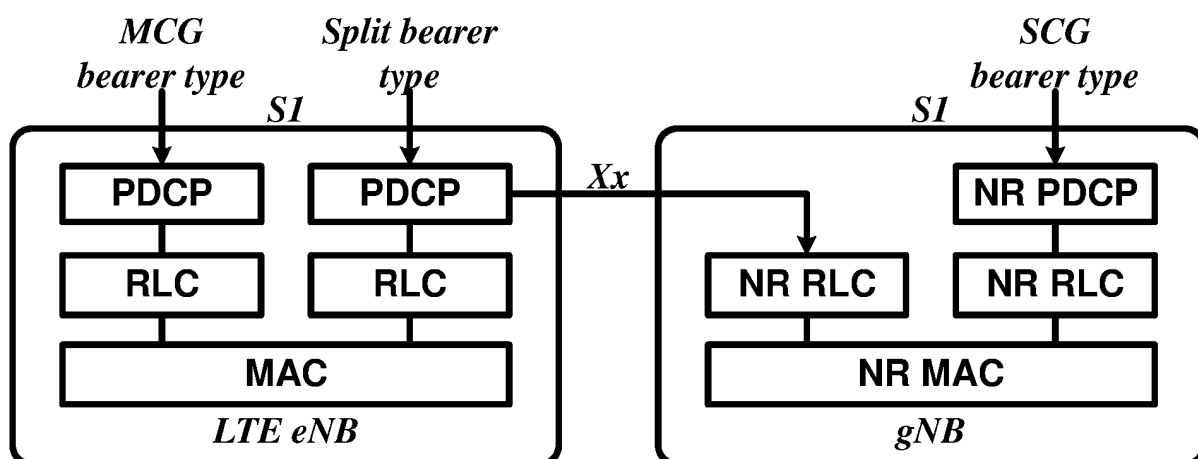 MCG
bearer type
Split bearer
type
SCG
bearer type
S1
S1
PDCP
PDCP
Xx
NR PDCP
RLC
RLC
NR RLC
NR RLC
MAC
NR MAC
LTE eNB
gNB